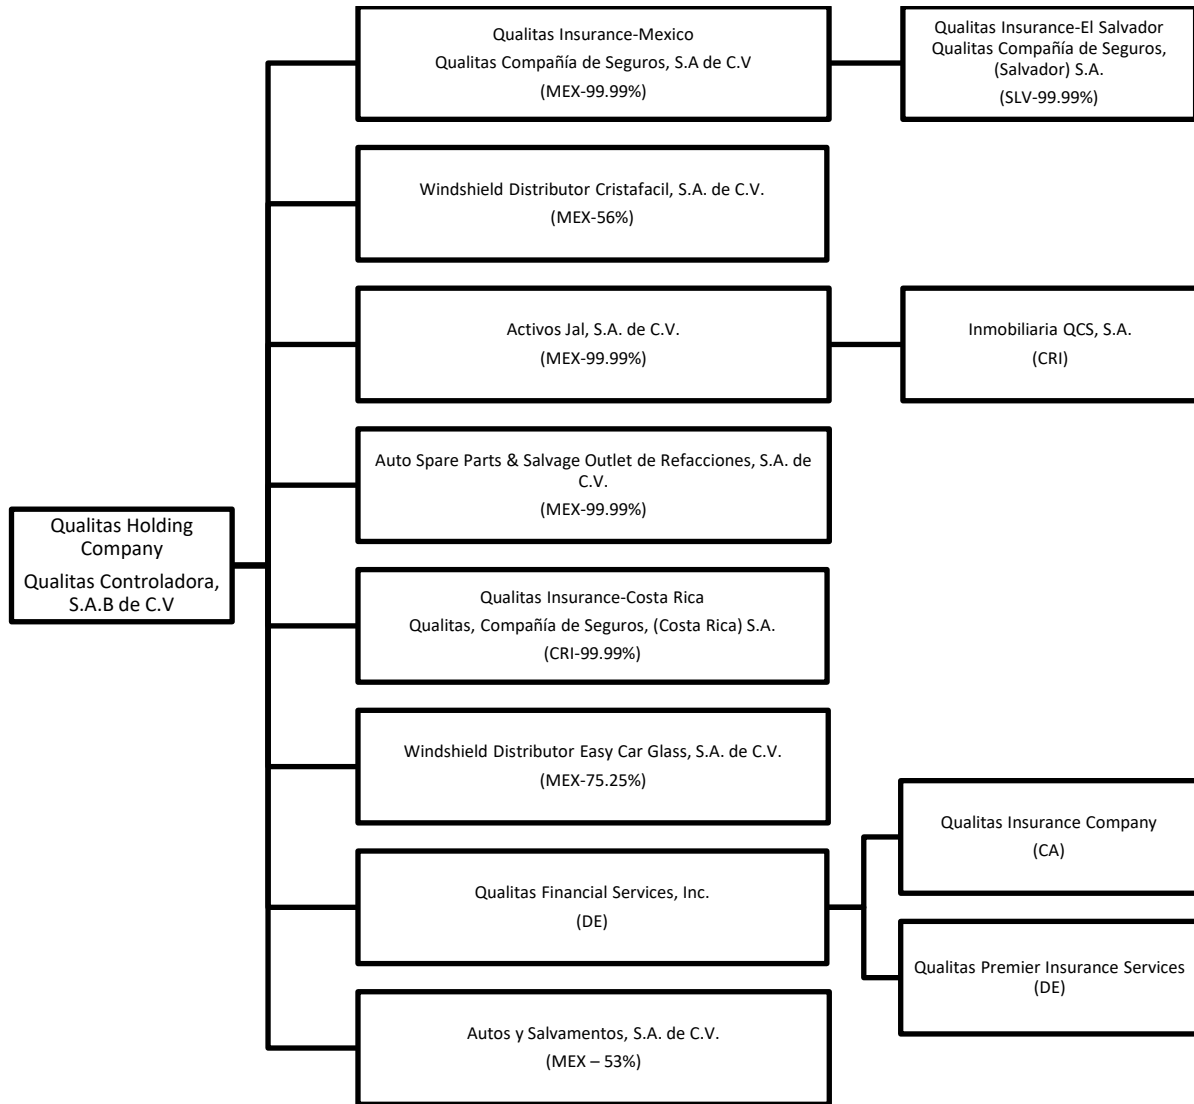 Qualitas Holding
Company
Qualitas Controladora,
S.A.B de C.V
Qualitas Insurance-Mexico
Qualitas Compañía de Seguros, S.A de C.V
(MEX-99.99%)
Qualitas Insurance-El Salvador
Qualitas Compañía de Seguros,
(Salvador) S.A.
(SLV-99.99%)
Windshield Distributor Cristafacil, S.A. de C.V.
(MEX-56%)
Activos Jal, S.A. de C.V.
(MEX-99.99%)
Inmobiliaria QCS, S.A.
(CRI)
Auto Spare Parts & Salvage Outlet de Refacciones, S.A. de
C.V.
(MEX-99.99%)
Qualitas Insurance-Costa Rica
Qualitas, Compañía de Seguros, (Costa Rica) S.A.
(CRI-99.99%)
Windshield Distributor Easy Car Glass, S.A. de C.V.
(MEX-75.25%)
Qualitas Financial Services, Inc.
(DE)
Qualitas Insurance Company
(CA)
Qualitas Premier Insurance Services
(DE)
Autos y Salvamentos, S.A. de C.V.
(MEX – 53%)